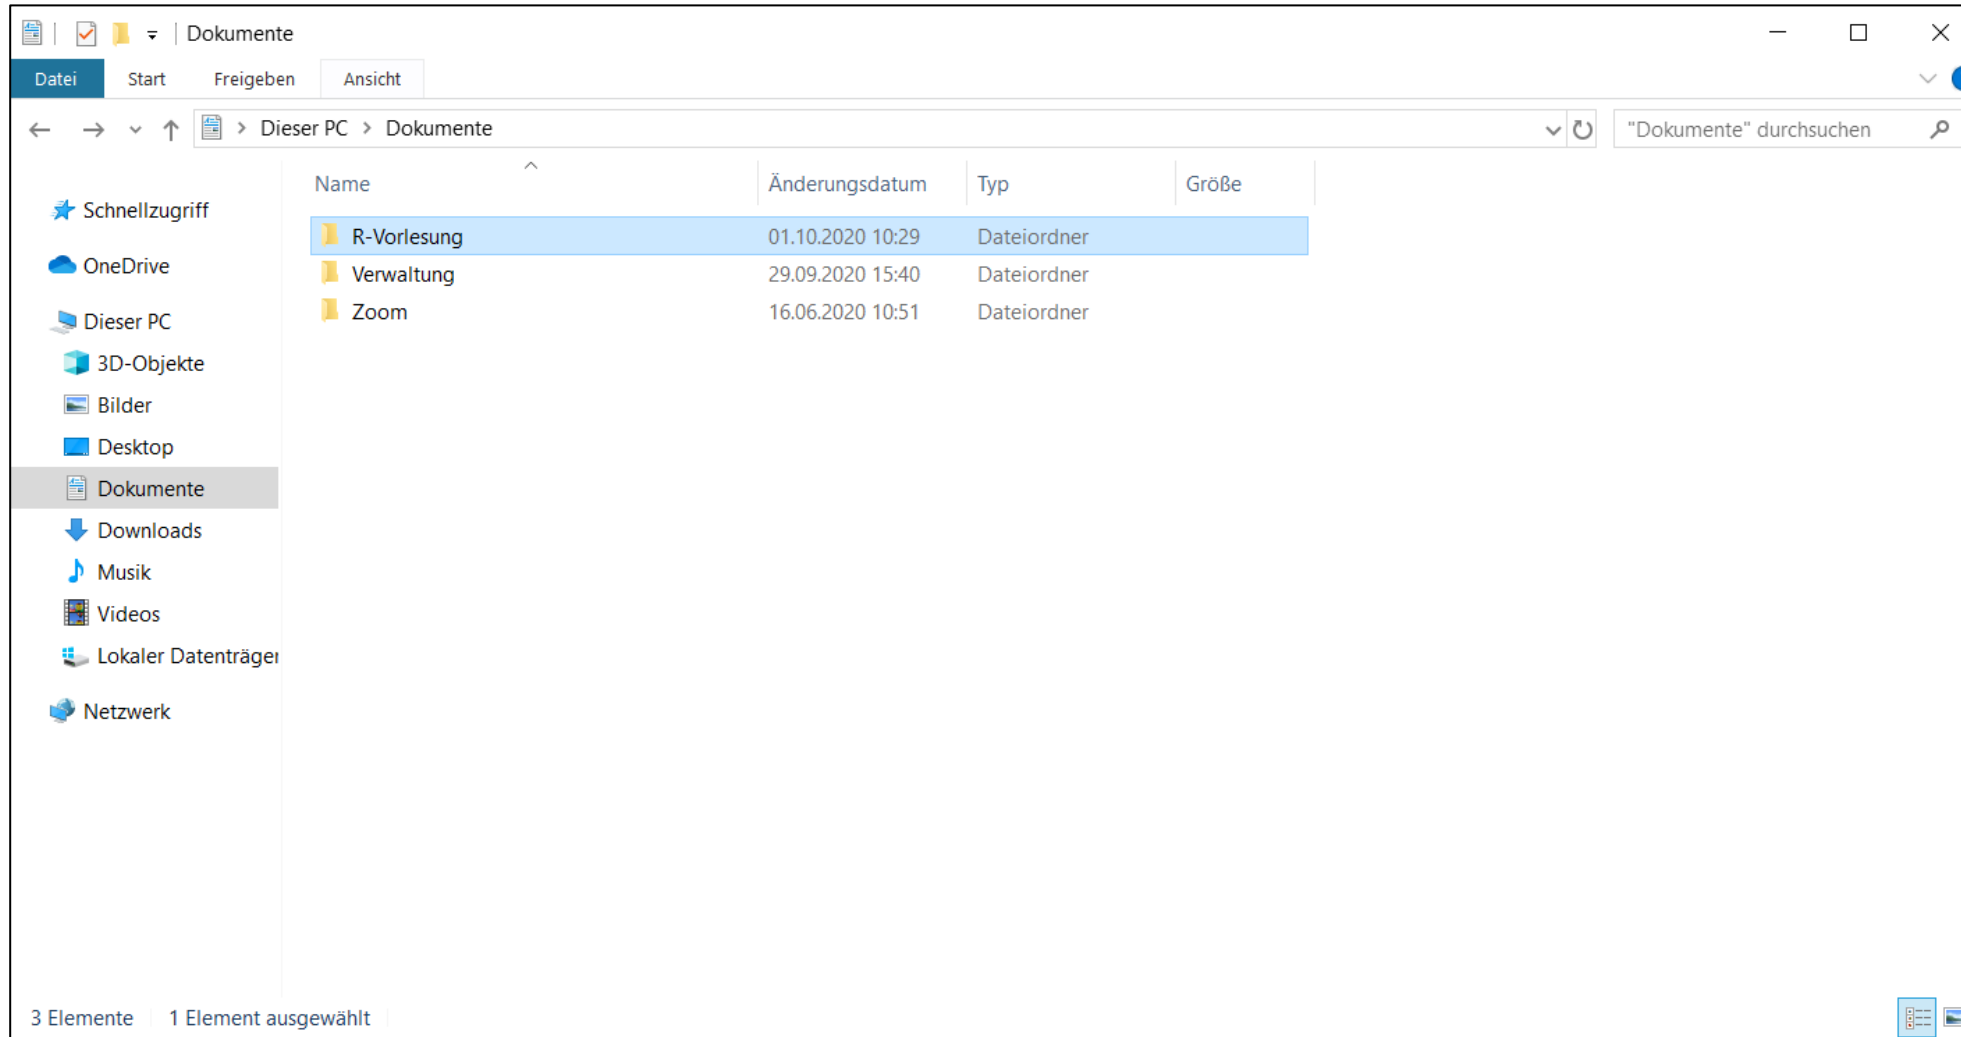 Dokumente
Datei Start Freigeben Ansicht
Dieser PC > Dokumente "Dokumente" durchsuchen
Name Änderungsdatum Typ Größe
Schnellzugriff
OneDrive
Dieser PC
3D-Objekte
Bilder
Desktop
Dokumente
Downloads
Musik
Videos
Lokaler Datenträger
Netzwerk
R-Vorlesung 01.10.2020 10:29 Dateiordner
Verwaltung 29.09.2020 15:40 Dateiordner
Zoom 16.06.2020 10:51 Dateiordner
3 Elemente 1 Element ausgewählt